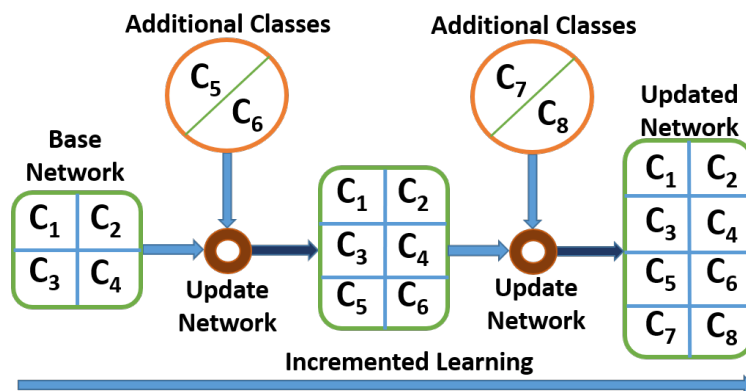 Additional Classes
C5
C6
Additional Classes
C7
C8
Base
Network
C1 C2
C3 C4
Update
Network
C1 C2
C3 C4
C5 C6
Update
Network
Updated
Network
C1 C2
C3 C4
C5 C6
C7 C8
Incremented Learning